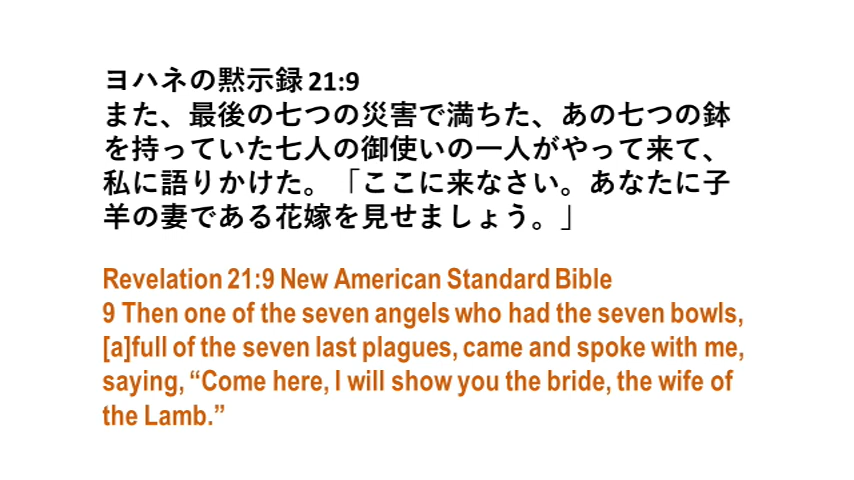 ヨハネの黙示録 21:9
また、最後の七つの災害で満ちた、あの七つの鉢
を持っていた七人の御使いの一人がやって来て、
私に語りかけた。「ここに来なさい。あなたに子
羊の妻である花嫁を見せましょう。」
Revelation 21:9 New American Standard Bible
9 Then one of the seven angels who had the seven bowls,
[a]full of the seven last plagues, came and spoke with me,
saying, “Come here, I will show you the bride, the wife of
the Lamb.”